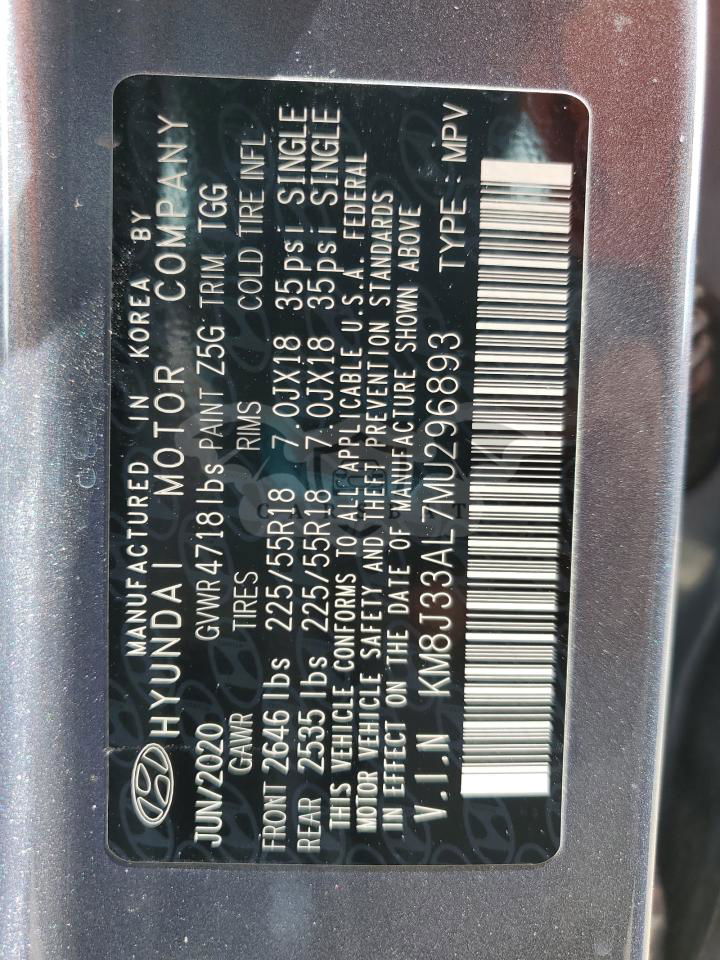 MANUFACTURED IN KOREA BY
HYUNDAI MOTOR COMPANY
JUN/2020 GVWR 4718 lbs PAINT Z5G TRIM TGG
GAWR TIRES RIMS COLD TIRE INFL
FRONT 2646 lbs 225/55R18 7.0JX18 35psi SINGLE
REAR 2535 lbs 225/55R18 7.0JX18 35psi SINGLE
THIS VEHICLE CONFORMS TO ALL APPLICABLE U.S.A. FEDERAL
MOTOR VEHICLE SAFETY AND THEFT PREVENTION STANDARDS
IN EFFECT ON THE DATE OF MANUFACTURE SHOWN ABOVE
V.I.N KM8J33AL7MU296893 TYPE : MPV